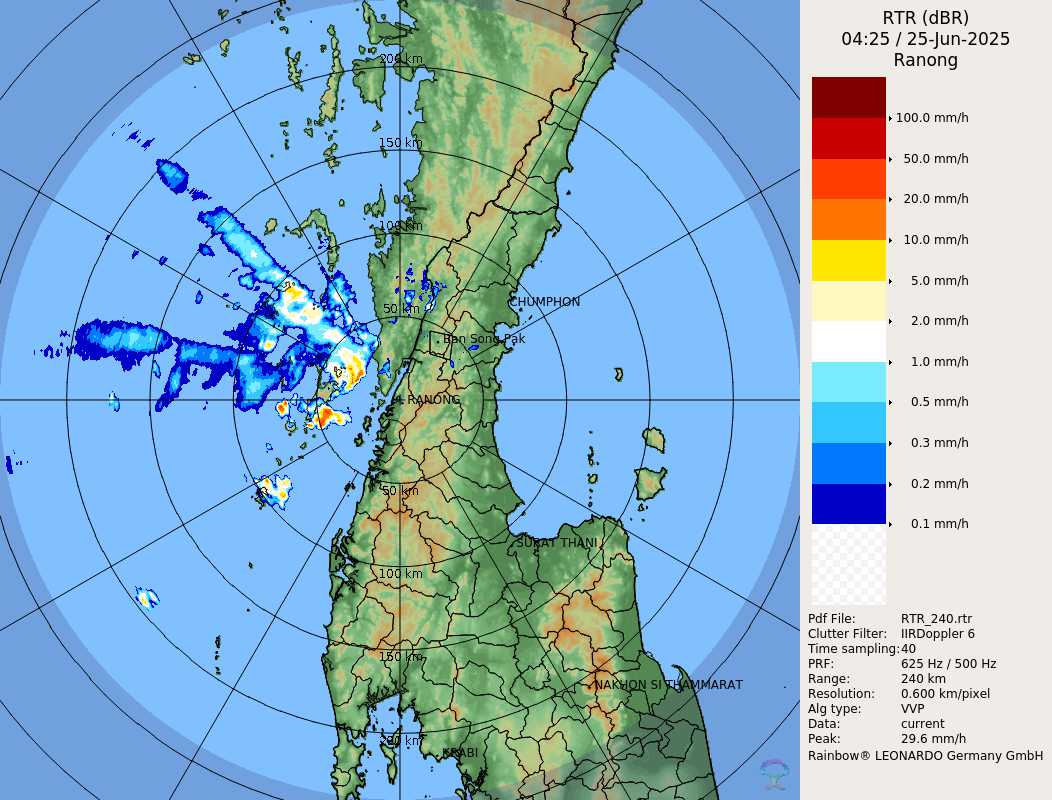 200 km
150 km
100 km
50 km
CHUMPHON
Ban Song Pak
RANONG
50 km
SURAT THANI
100 km
150 km
NAKHON SI THAMMARAT
200 km
KRABI
RTR (dBR)
04:25 / 25-Jun-2025
Ranong
100.0 mm/h
50.0 mm/h
20.0 mm/h
10.0 mm/h
5.0 mm/h
2.0 mm/h
1.0 mm/h
0.5 mm/h
0.3 mm/h
0.2 mm/h
0.1 mm/h
Pdf File: RTR_240.rtr
Clutter Filter: IIRDoppler 6
Time sampling: 40
PRF: 625 Hz / 500 Hz
Range: 240 km
Resolution: 0.600 km/pixel
Alg type: VVP
Data: current
Peak: 29.6 mm/h
Rainbow® LEONARDO Germany GmbH